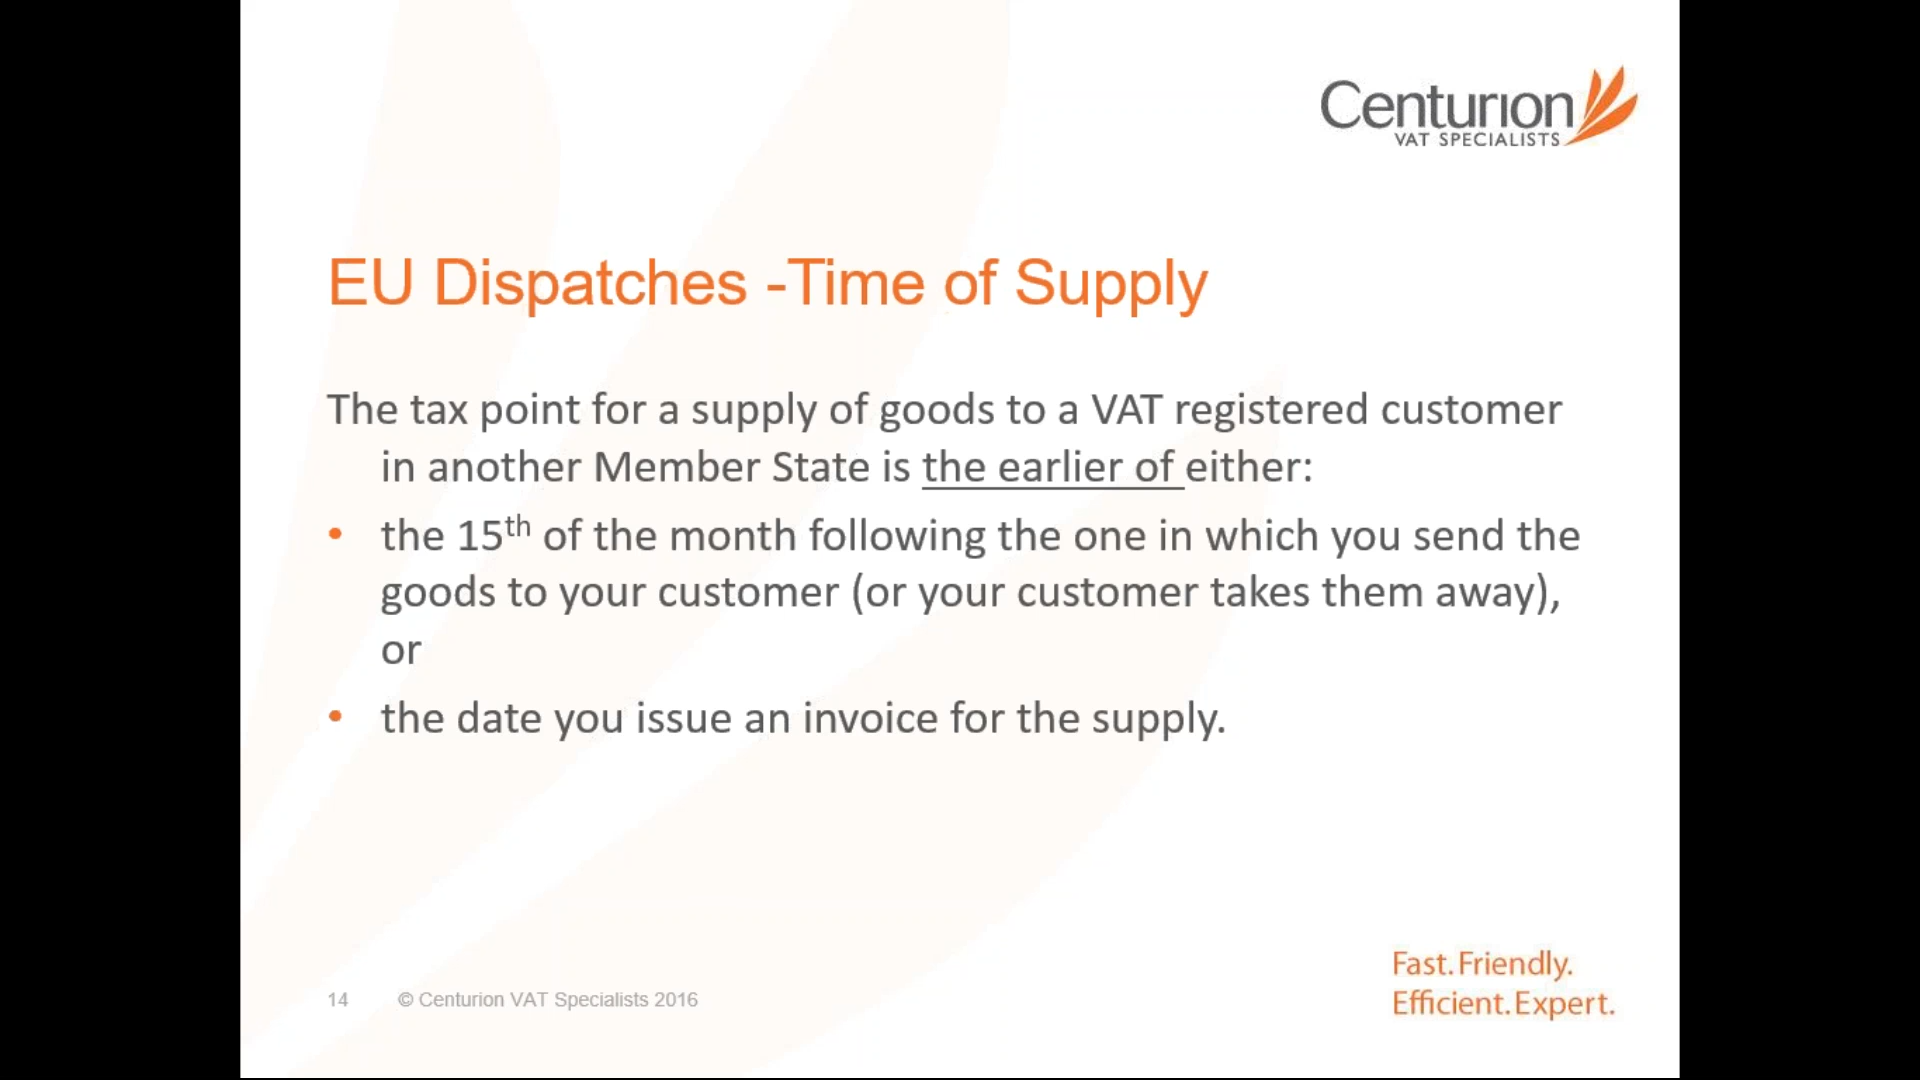 Centurion
VAT SPECIALISTS
EU Dispatches -Time of Supply
The tax point for a supply of goods to a VAT registered customer
in another Member State is the earlier of either:
• the 15th of the month following the one in which you send the
goods to your customer (or your customer takes them away),
or
• the date you issue an invoice for the supply.
Fast. Friendly.
Efficient. Expert.
14 © Centurion VAT Specialists 2016